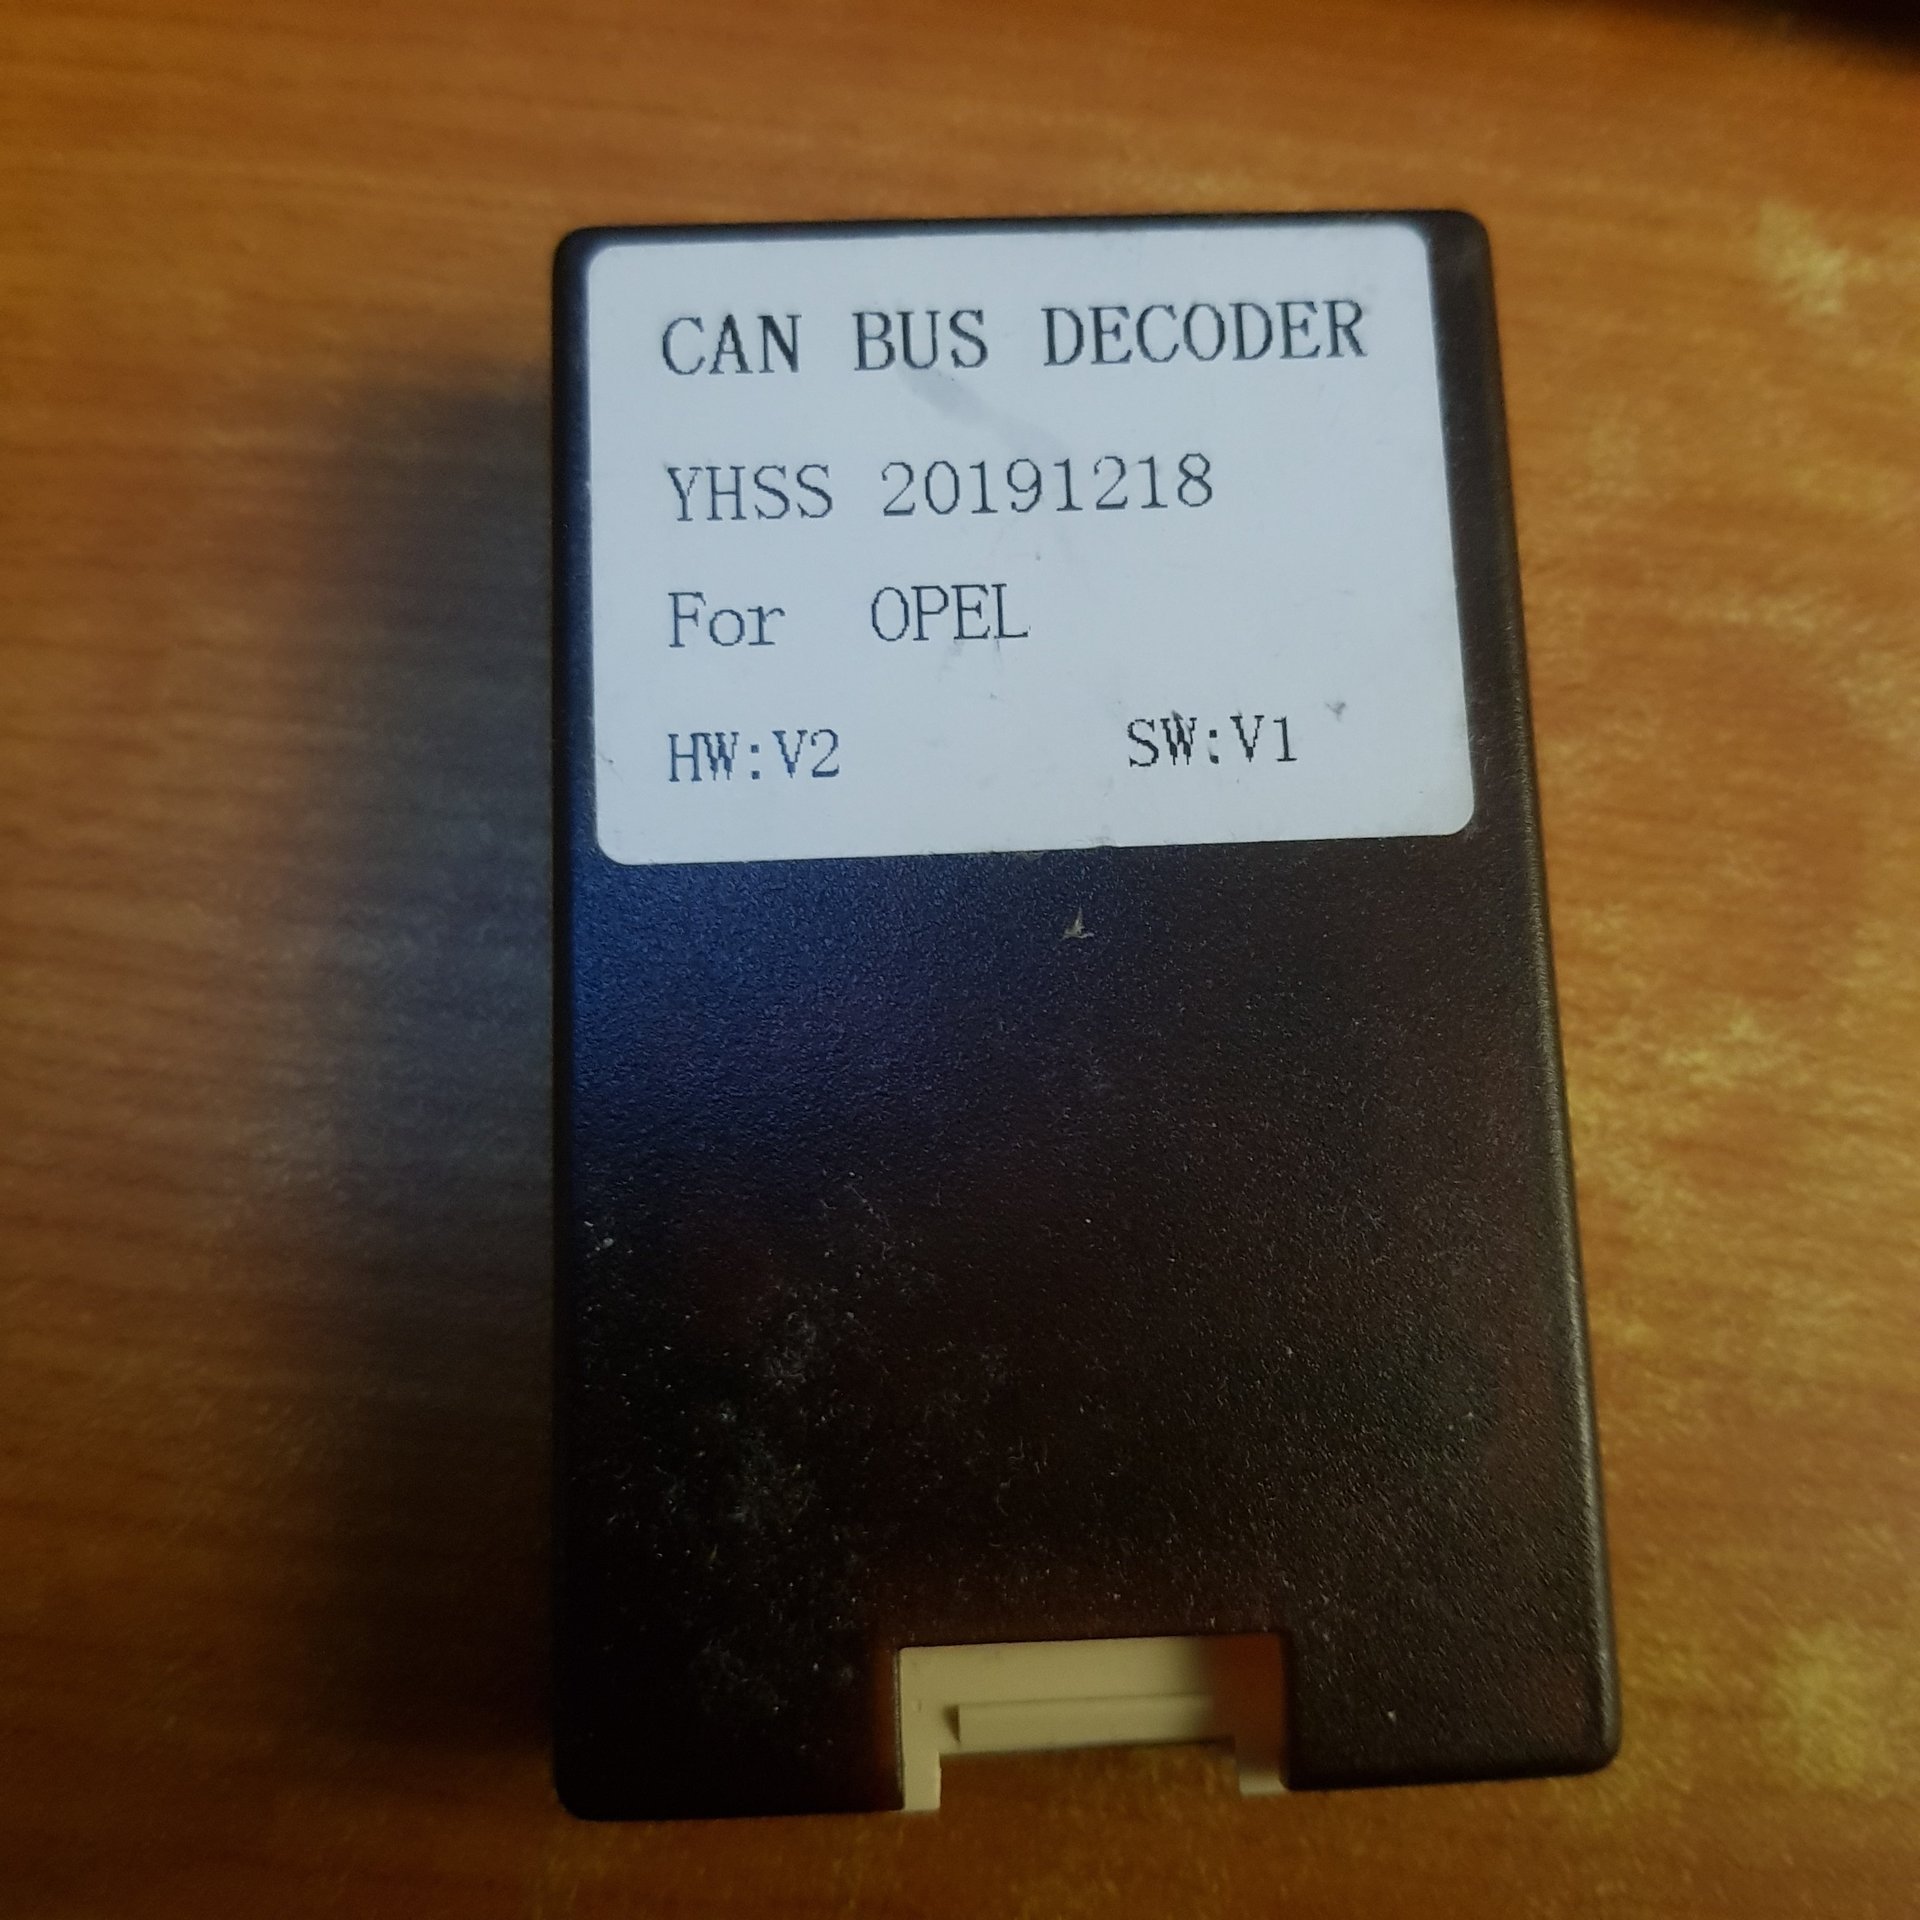 CAN BUS DECODER
YHSS 20191218
For OPEL
HW:V2 SW:V1